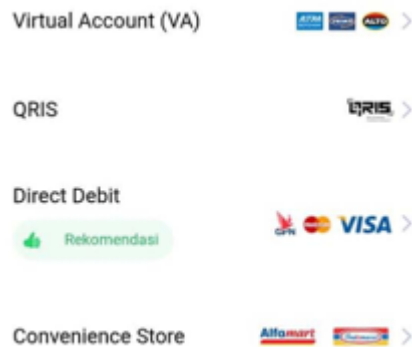 Virtual Account (VA)
ATM
ALTO
QRIS
QRIS
Direct Debit
Rekomendasi
GPN
VISA
Convenience Store
Alfamart